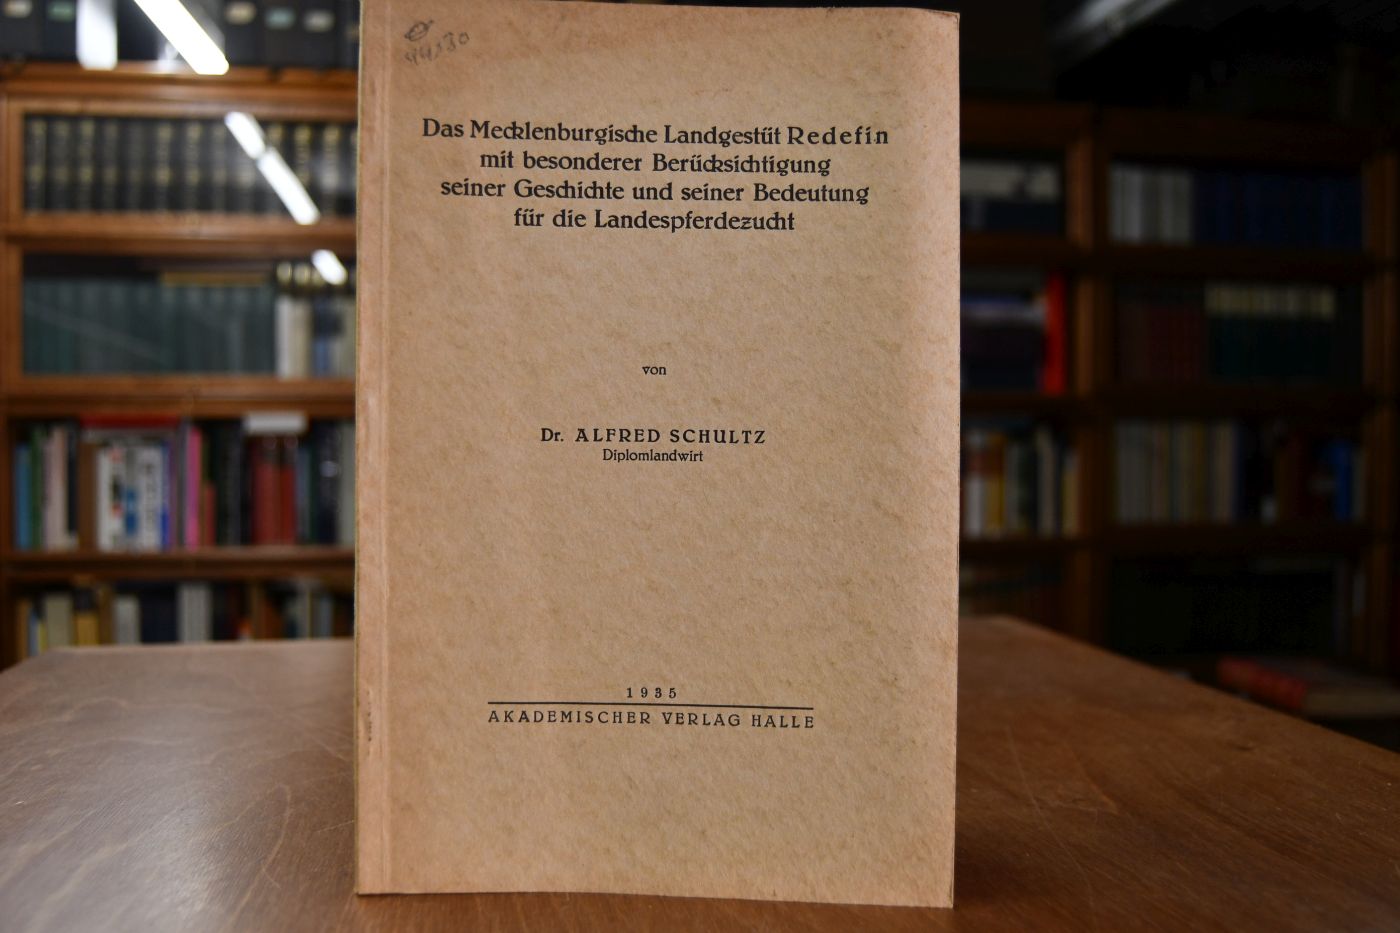 Das Mecklenburgische Landgestüt Redefin
mit besonderer Berücksichtigung
seiner Geschichte und seiner Bedeutung
für die Landespferdezucht
von
Dr. ALFRED SCHULTZ
Diplomlandwirt
1935
AKADEMISCHER VERLAG HALLE